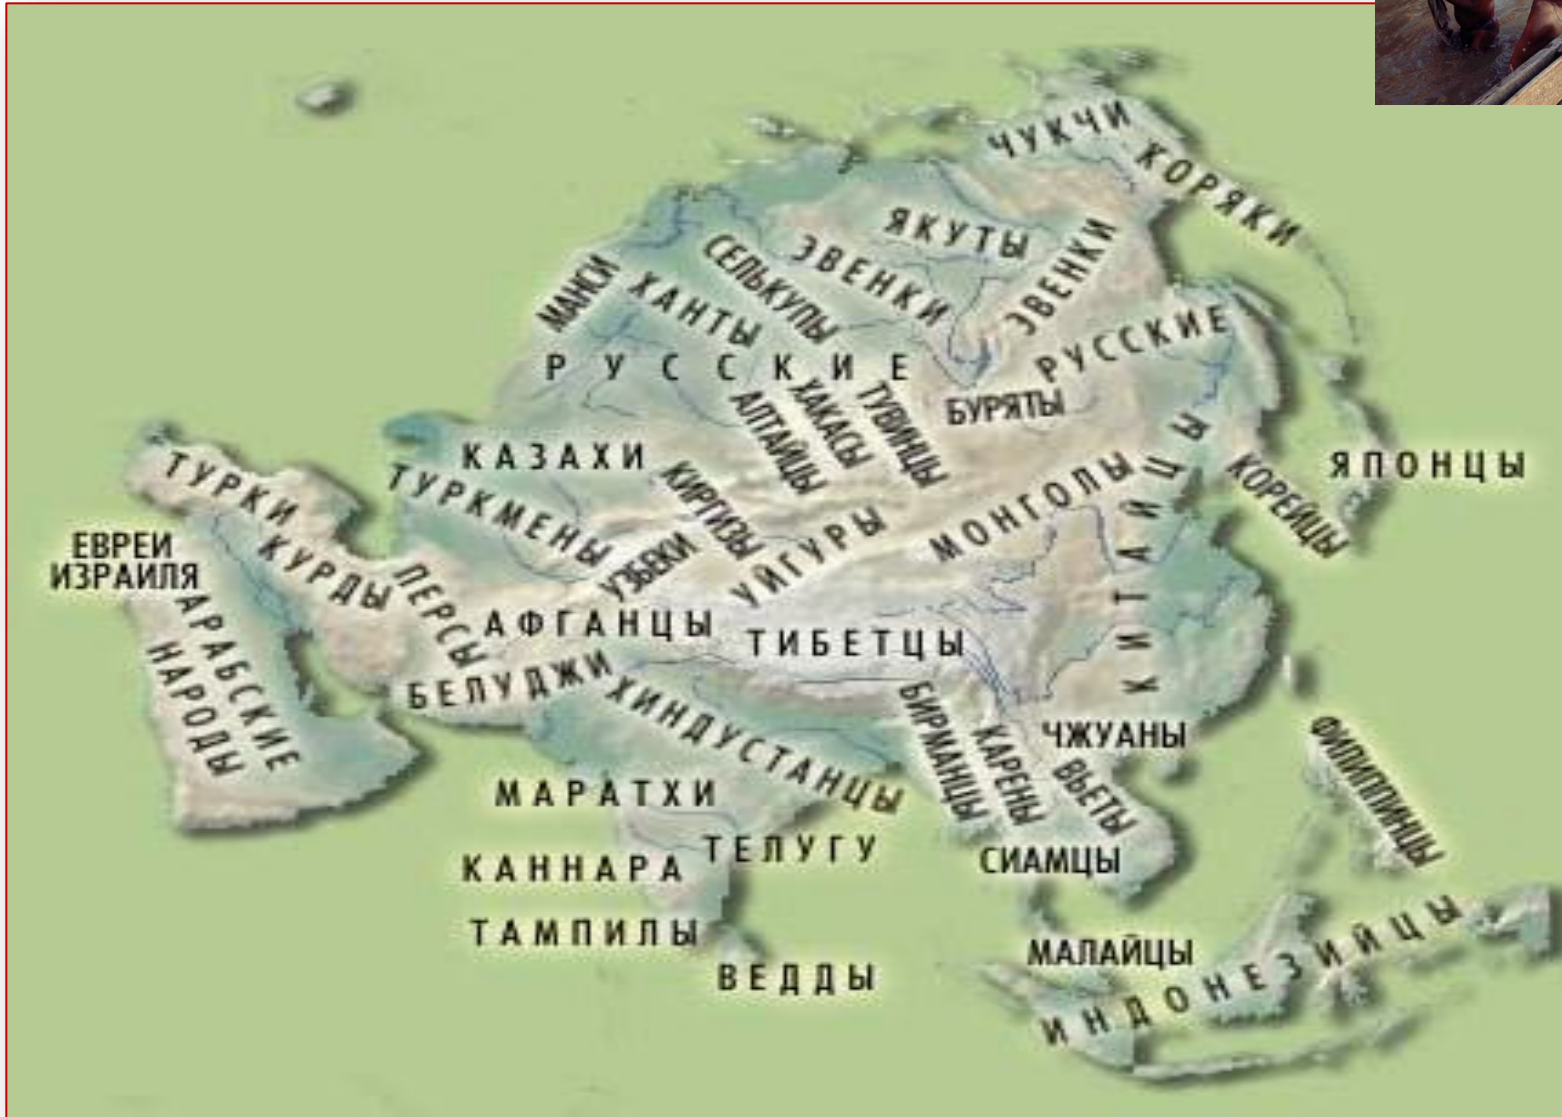 ЧУКЧИ
КОРЯКИ
ЯКУТЫ
ЭВЕНКИ
ЭВЕНКИ
СЕЛЬКУПЫ
МАНСИ
ХАНТЫ
РУССКИЕ
РУССКИЕ
АЛТАЙЦЫ
ХАКАСЫ
ТУВИНЦЫ
БУРЯТЫ
КАЗАХИ
ТУРКИ
ТУРКМЕНЫ
КИРГИЗЫ
МОНГОЛЫ
КИТАЙЦЫ
КОРЕЙЦЫ
ЯПОНЦЫ
ЕВРЕИ
ИЗРАИЛЯ
КУРДЫ
ПЕРСЫ
УЗБЕКИ
УЙГУРЫ
АФГАНЦЫ
ТИБЕТЦЫ
АРАБСКИЕ
НАРОДЫ
БЕЛУДЖИ
ХИНДУСТАНЦЫ
БИРМАНЦЫ
КАРЕНЫ
ЧЖУАНЫ
ВЬЕТЫ
ФИЛИППИНЦЫ
МАРАТХИ
ТЕЛУГУ
КАННАРА
СИАМЦЫ
ТАМПИЛЫ
ВЕДДЫ
МАЛАЙЦЫ
ИНДОНЕЗИЙЦЫ